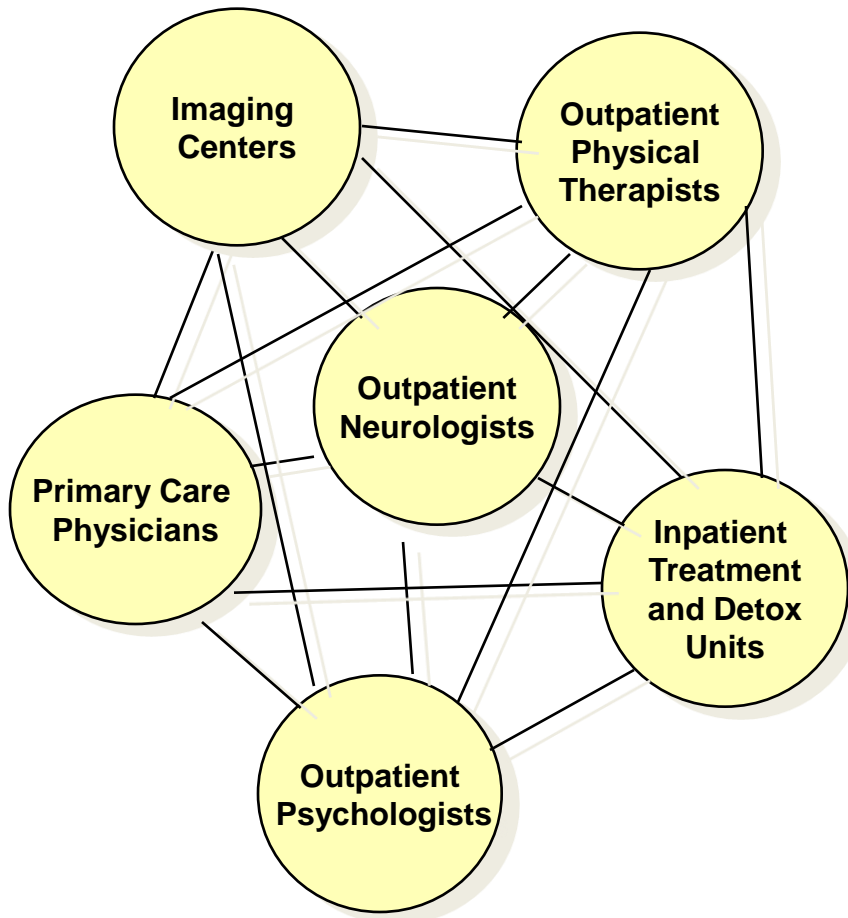 Imaging
Centers
Outpatient
Physical
Therapists
Outpatient
Neurologists
Primary Care
Physicians
Inpatient
Treatment
and Detox
Units
Outpatient
Psychologists